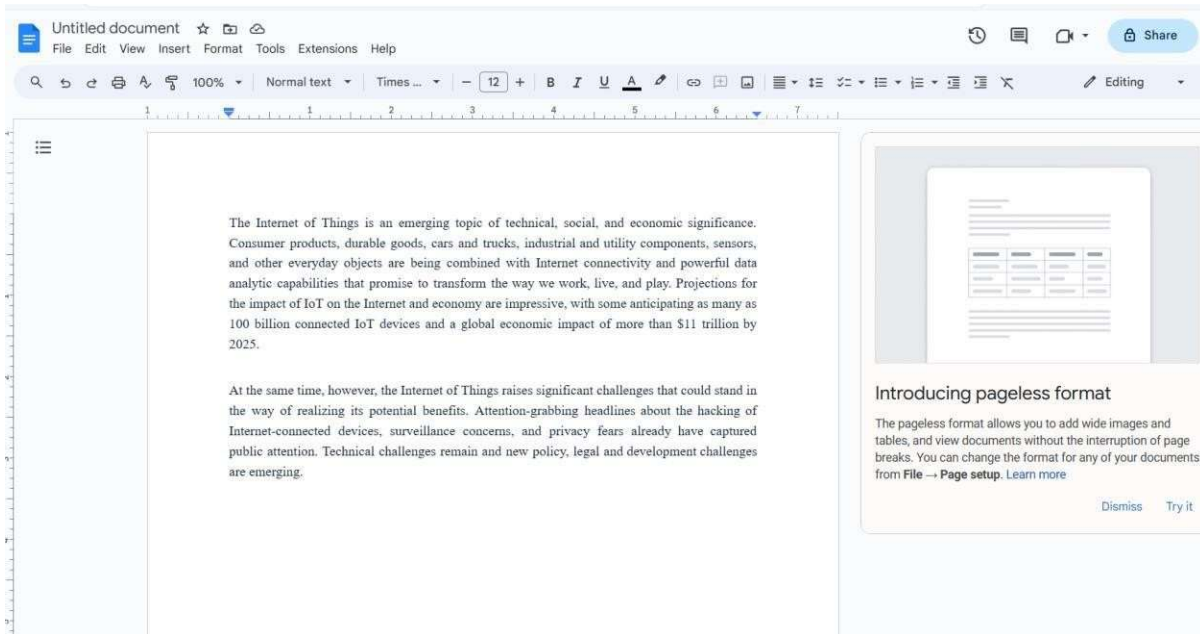 Untitled document
File Edit View Insert Format Tools Extensions Help
Share
100% Normal text Times ... 12 B I U A Editing
1 1 2 3 4 5 6 7
The Internet of Things is an emerging topic of technical, social, and economic significance.
Consumer products, durable goods, cars and trucks, industrial and utility components, sensors,
and other everyday objects are being combined with Internet connectivity and powerful data
analytic capabilities that promise to transform the way we work, live, and play. Projections for
the impact of IoT on the Internet and economy are impressive, with some anticipating as many as
100 billion connected IoT devices and a global economic impact of more than $11 trillion by
2025.
At the same time, however, the Internet of Things raises significant challenges that could stand in
the way of realizing its potential benefits. Attention-grabbing headlines about the hacking of
Internet-connected devices, surveillance concerns, and privacy fears already have captured
public attention. Technical challenges remain and new policy, legal and development challenges
are emerging.
Introducing pageless format
The pageless format allows you to add wide images and
tables, and view documents without the interruption of page
breaks. You can change the format for any of your documents
from File → Page setup. Learn more
Dismiss Try it